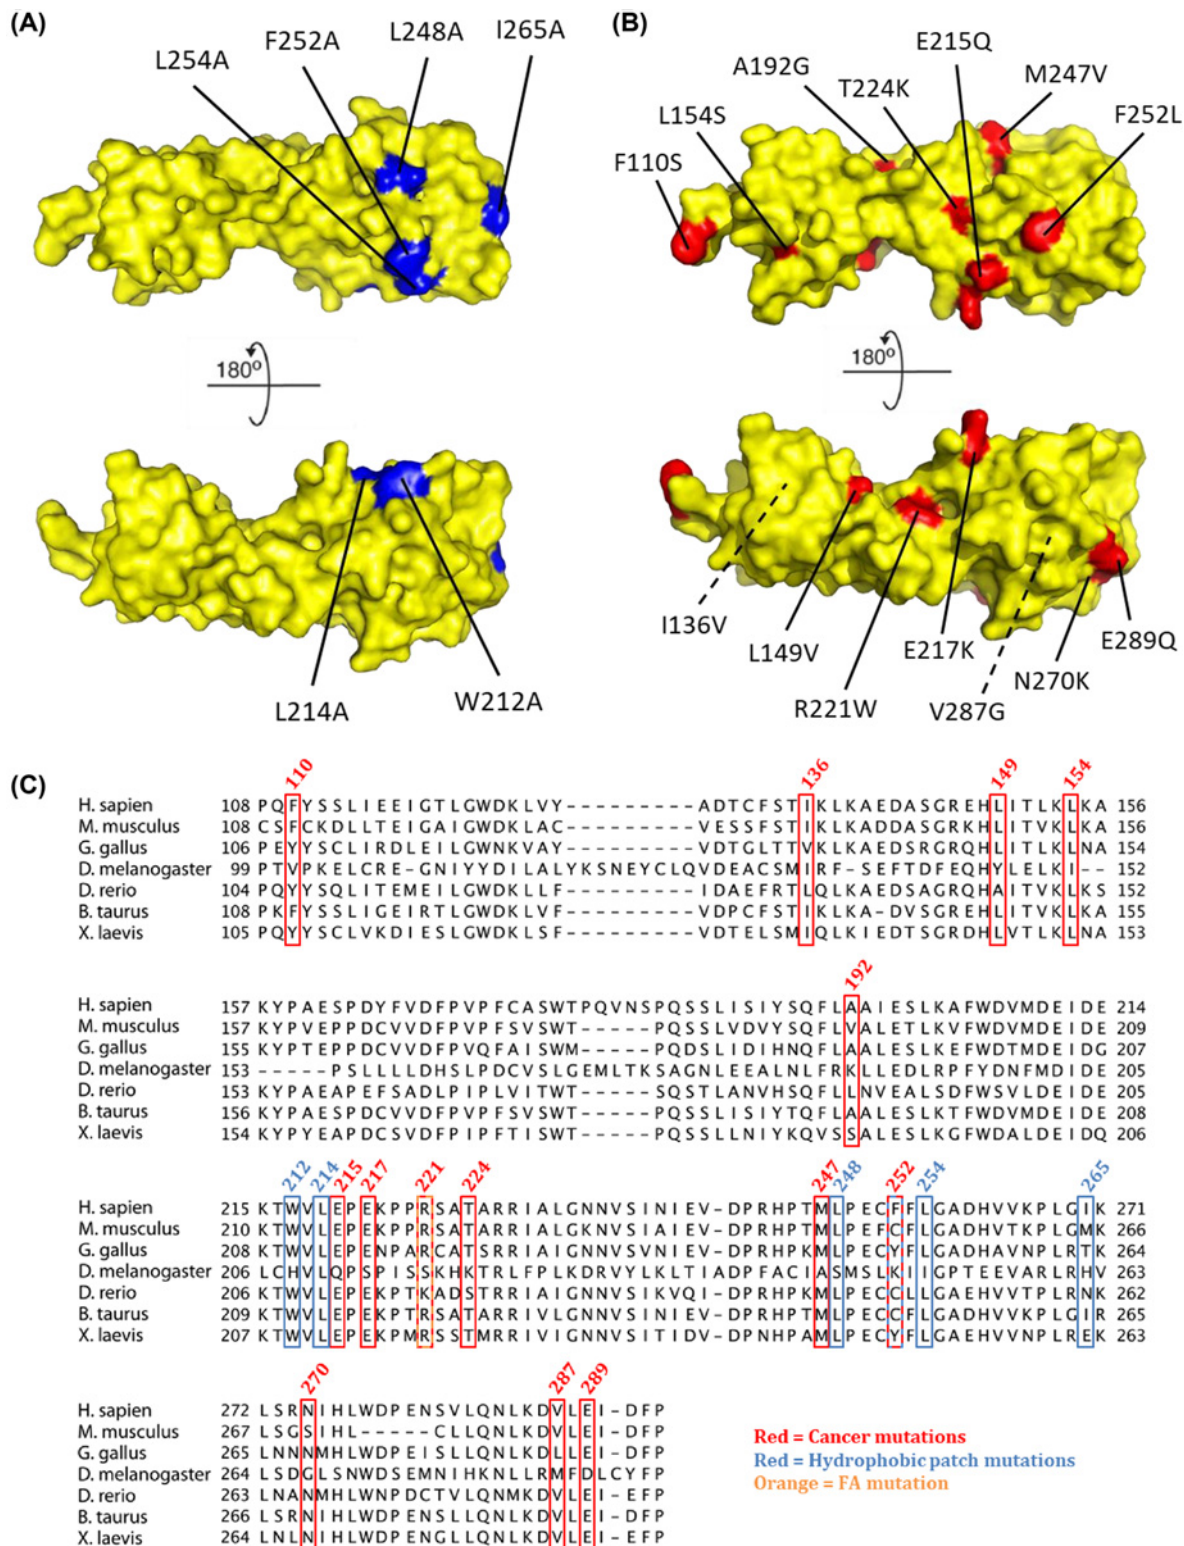 (A)
L254A
F252A
L248A
I265A
180º
L214A
W212A
(B)
F110S
L154S
A192G
T224K
E215Q
M247V
F252L
180º
I136V
L149V
R221W
E217K
V287G
N270K
E289Q
(C)
110 136 149 154
H. sapien 108 PQFYSSLIEEIGTLGWDKLVY---------ADTCFSTIKLKAEDASGREHLITLKLKA 156
M. musculus 108 CSFCKDLLTEIGAIGWDKLAC---------VESSFSTIKLKADDASGRKHLITVKLKA 156
G. gallus 106 PEYYSCLIRDLEIGWNKVAY---------VDTGLTTVKLKAEDSRGRQHLITVKLNA 154
D. melanogaster 99 PTVPKELCRE-GNIYYDILALYKSNEYCLQVDEACSMIRF-SEFTDFEQHYLELKI-- 152
D. rerio 104 PQYYSQLITEMEILGWDKLLF---------IDAEFRTLQLKAEDSAGRQHAITLKLKS 152
B. taurus 108 PKFYSSLIGEIRTLGWDKLVF---------VDPCFSTIKLKA-DVSGREHLITVKLKA 155
X. laevis 105 PQYYSCLVKDIESLGWDKLSF---------VDTELSMIQLKIEDTSGRDHLVTLKLNA 153
192
H. sapien 157 KYPAESPDYFVDFPVPFCASWTPQVNSPQSSLISIYSQFLAAIESLKAFWDVMDEIDE 214
M. musculus 157 KYPVEPPDCVVDFPVPFSVSWT-----PQSSLVDVYSQFLVALETLKVFWDVMDEIDE 209
G. gallus 155 KYPTEPPDCVVDFPVQFAISWM-----PQDSLIDIHNQFLAALESLKEFWDTMDEIDG 207
D. melanogaster 153 -----PSLLLLDHSLPDCVSLGEMLTKSAGNLEEALNLFRKLLEDLRPFYDNFMDIDE 205
D. rerio 153 KYPAEAPEFSADLPIPLVITWT-----SQSTLANVHSQFLLNVEALSDFWSVLDEIDE 205
B. taurus 156 KYPAESPDCVVDFPVPFSVSWT-----PQSSLISIYTQFLAALESLKTFWDVMDEIDE 208
X. laevis 154 KYPYEAPDCSVDFPIPFTISWT-----PQSSLLNIYKQVSSALESLKGFWDALDEIDQ 206
212 214 215 217 221 224 247 248 252 254 265
H. sapien 215 KTWVLEPEKPPRSATARRIALGNNVSINIEV-DPRHPTMLPECFFLGADHVVKPLGIK 271
M. musculus 210 KTWVLEPEKPPRSATARRIALGNNVSINIEV-DPRHPTMLPEFCFLGADHVVKPLGMK 266
G. gallus 208 KTWVLEPENPARCATSRRIAIGNNVSVNIEV-DPRHPKMLPECYFLGADHAVNPLRTK 264
D. melanogaster 206 LCHVLQPSPISSKHKTRLFPLKDRVYLKLTIADPFACIASMSLKIIGPTEEVARLRHV 263
D. rerio 206 KTWVLEPEKPTKADSTRRIAIGNNVSIKVQI-DPRHPKMLPECCLLGADHVVTPLRNK 262
B. taurus 209 KTWVLEPEKPTRSATARRIVLGNNVSINIEV-DPRHPTMLPECCFLGADHVVKPLGIR 265
X. laevis 207 KTWVLEPEKPMRSSTMRRIVIGNNVSITIDV-DPNHPAMLPECYFLGAEHVVNPLREK 263
270 287 289
H. sapien 272 LSRNIHLWDPENSVLQNLKDVLEI-DFP
M. musculus 267 LSGSIHL-----CLLQNLKDVLEI-DFP
G. gallus 265 LNNNMHLWDPEISLLQNLKDLLEI-DFP
D. melanogaster 264 LSDGLSNWDSEMNIHKNLLRMFDLCYFP
D. rerio 263 LNANMHLWNPDCTVLQNMKDVLEI-EFP
B. taurus 266 LSRNIHLWDPENSLLQNLKDVLEI-DFP
X. laevis 264 LNLNIHLWDPENGLLQNLKDVLEI-EFP
Red = Cancer mutations
Red = Hydrophobic patch mutations
Orange = FA mutation